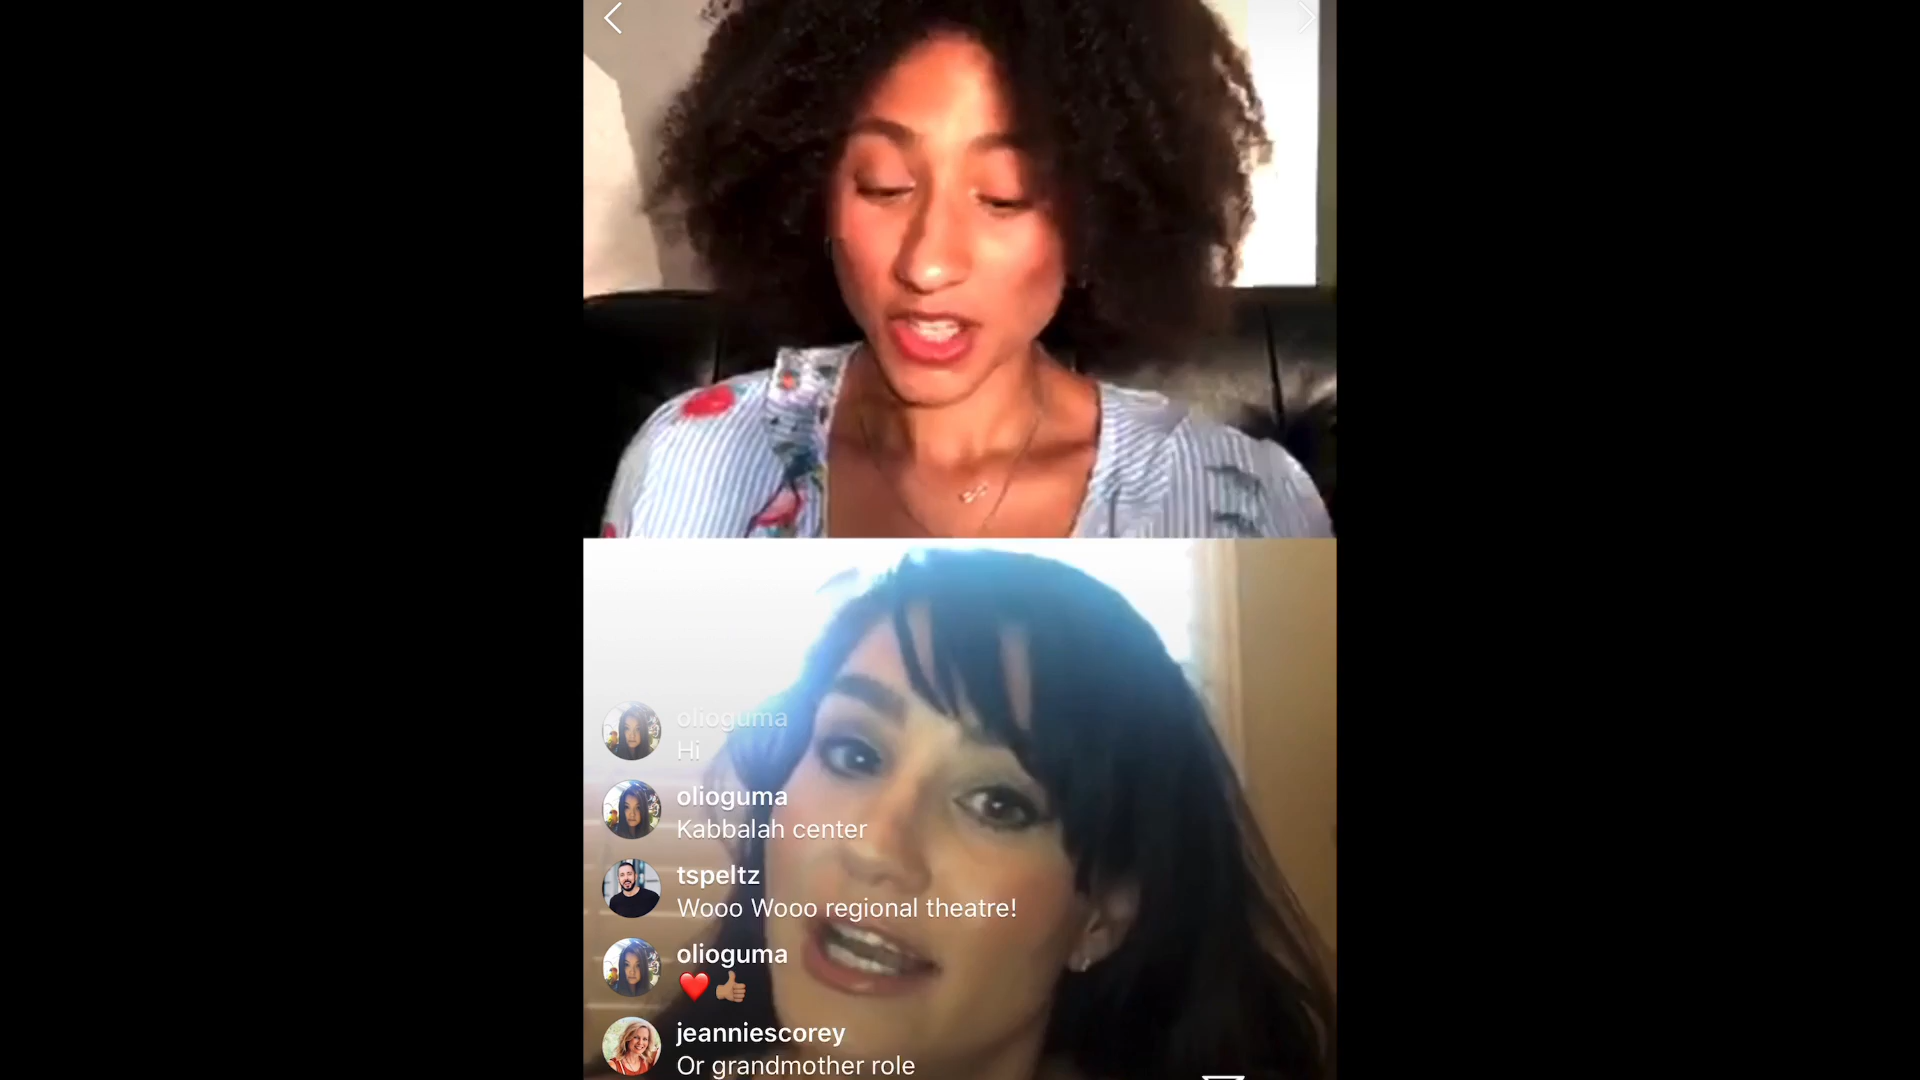 olioguma
Hi
olioguma
Kabbalah center
tspeltz
Wooo Wooo regional theatre!
olioguma
❤️👍🏽
jeanniescorey
Or grandmother role